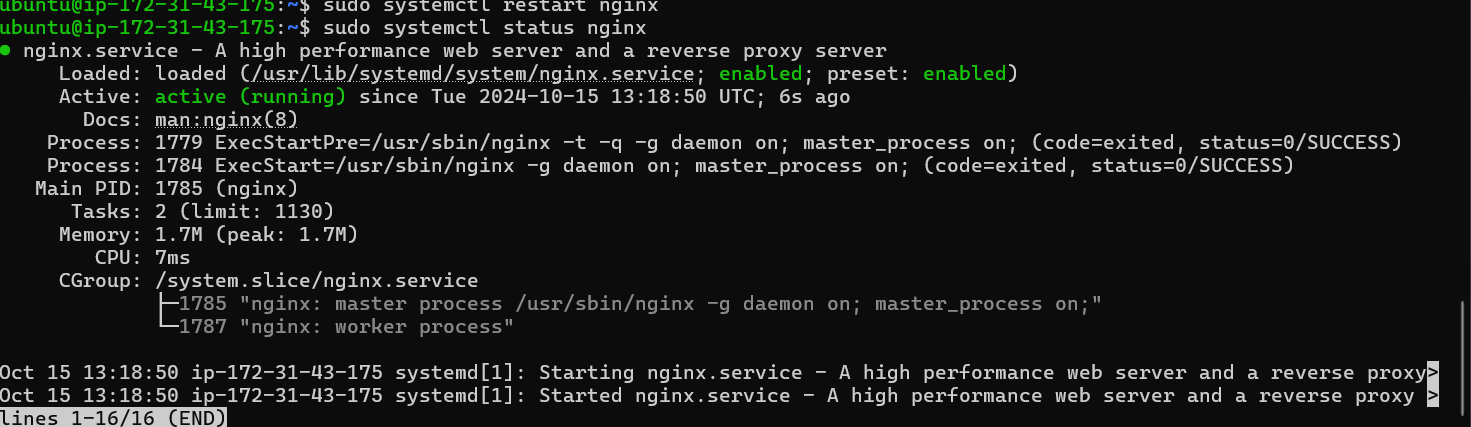 ubuntu@ip-172-31-43-175:~$ sudo systemctl restart nginx
ubuntu@ip-172-31-43-175:~$ sudo systemctl status nginx
● nginx.service - A high performance web server and a reverse proxy server
     Loaded: loaded (/usr/lib/systemd/system/nginx.service; enabled; preset: enabled)
     Active: active (running) since Tue 2024-10-15 13:18:50 UTC; 6s ago
       Docs: man:nginx(8)
    Process: 1779 ExecStartPre=/usr/sbin/nginx -t -q -g daemon on; master_process on; (code=exited, status=0/SUCCESS)
    Process: 1784 ExecStart=/usr/sbin/nginx -g daemon on; master_process on; (code=exited, status=0/SUCCESS)
   Main PID: 1785 (nginx)
      Tasks: 2 (limit: 1130)
     Memory: 1.7M (peak: 1.7M)
        CPU: 7ms
     CGroup: /system.slice/nginx.service
             ├─1785 "nginx: master process /usr/sbin/nginx -g daemon on; master_process on;"
             └─1787 "nginx: worker process"
Oct 15 13:18:50 ip-172-31-43-175 systemd[1]: Starting nginx.service - A high performance web server and a reverse proxy>
Oct 15 13:18:50 ip-172-31-43-175 systemd[1]: Started nginx.service - A high performance web server and a reverse proxy >
lines 1-16/16 (END)